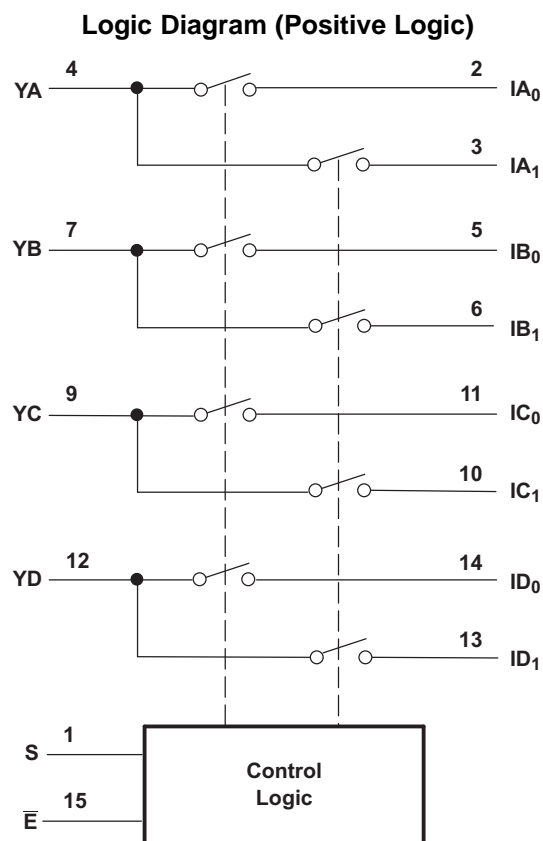 Logic Diagram (Positive Logic)
YA 4 2 IA0
3 IA1
YB 7 5 IB0
6 IB1
YC 9 11 IC0
10 IC1
YD 12 14 ID0
13 ID1
S 1
Control
Logic
E̅ 15